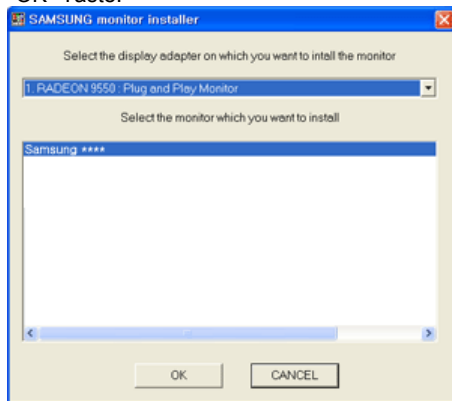 "OK"-Taste.
SAMSUNG monitor installer
Select the display adapter on which you want to intall the monitor
1. RADEON 9550 : Plug and Play Monitor
Select the monitor which you want to install
Samsung ****
OK CANCEL